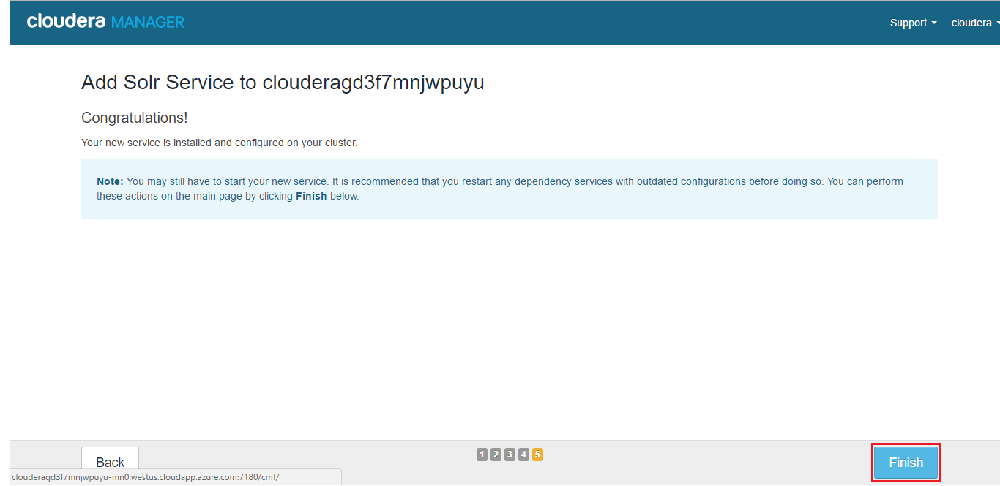 cloudera MANAGER
Support cloudera
Add Solr Service to clouderagd3f7mnjwpuyu
Congratulations!
Your new service is installed and configured on your cluster.
Note: You may still have to start your new service. It is recommended that you restart any dependency services with outdated configurations before doing so. You can perform
these actions on the main page by clicking Finish below.
Back
1 2 3 4 5
Finish
clouderagd3f7mnjwpuyu-mn0.westus.cloudapp.azure.com:7180/cmf/